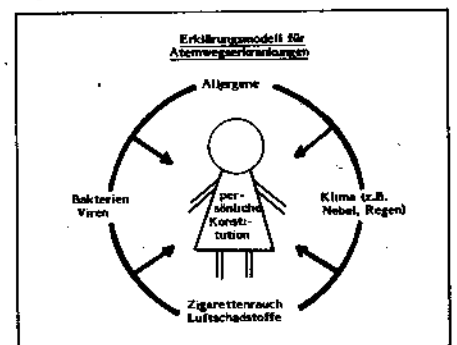 Erklärungsmodell für
Atemwegserkrankungen
Allergene
Bakterien
Viren
per-
sönliche
Konsti-
tution
Klima (z.B.
Nebel, Regen)
Zigarettenrauch
Luftschadstoffe